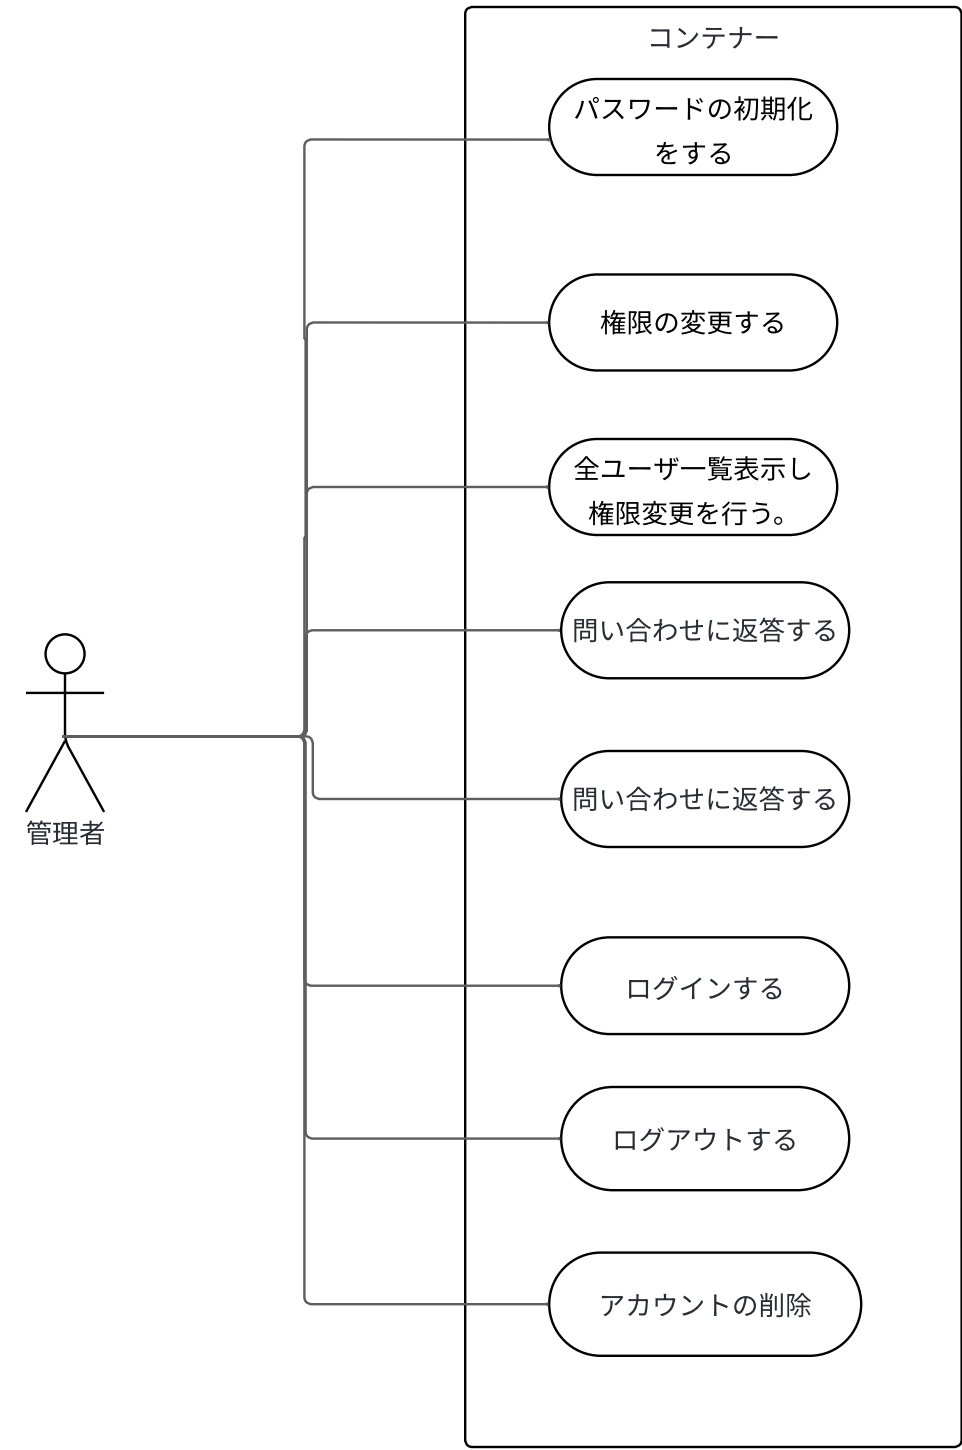 コンテナー
パスワードの初期化
をする
権限の変更する
全ユーザ一覧表示し
権限変更を行う。
問い合わせに返答する
問い合わせに返答する
管理者
ログインする
ログアウトする
アカウントの削除